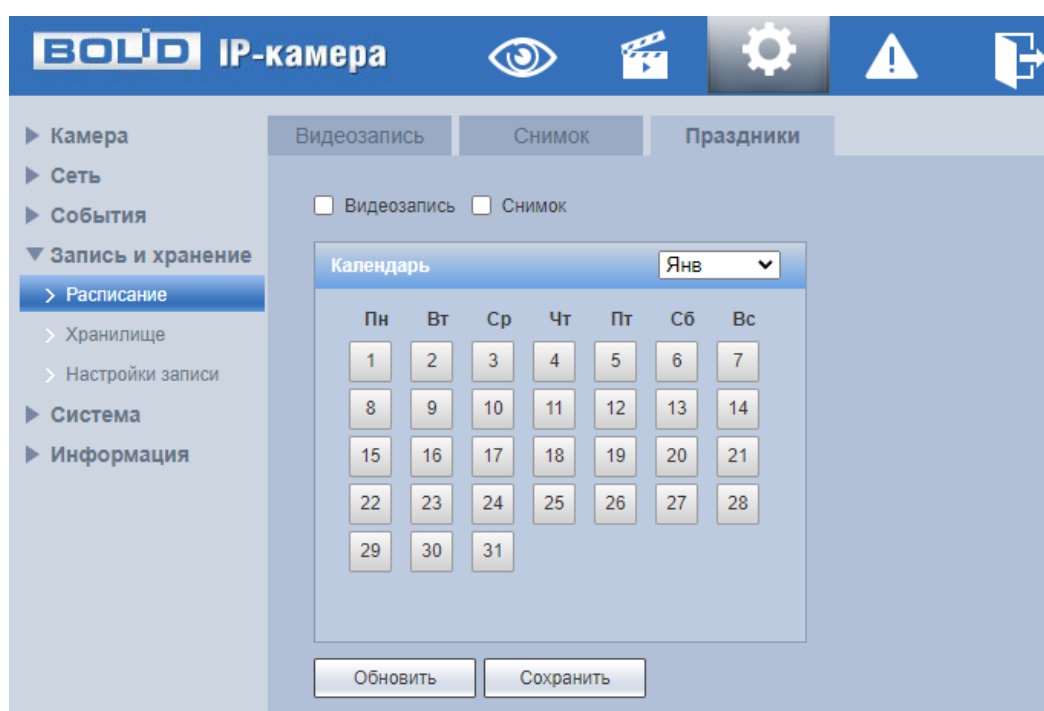 BOLID IP-камера
Камера
Сеть
События
Запись и хранение
Расписание
Хранилище
Настройки записи
Система
Информация
Видеозапись Снимок Праздники
Видеозапись Снимок
Календарь Янв
Пн Вт Ср Чт Пт Сб Вс
1 2 3 4 5 6 7
8 9 10 11 12 13 14
15 16 17 18 19 20 21
22 23 24 25 26 27 28
29 30 31
Обновить Сохранить